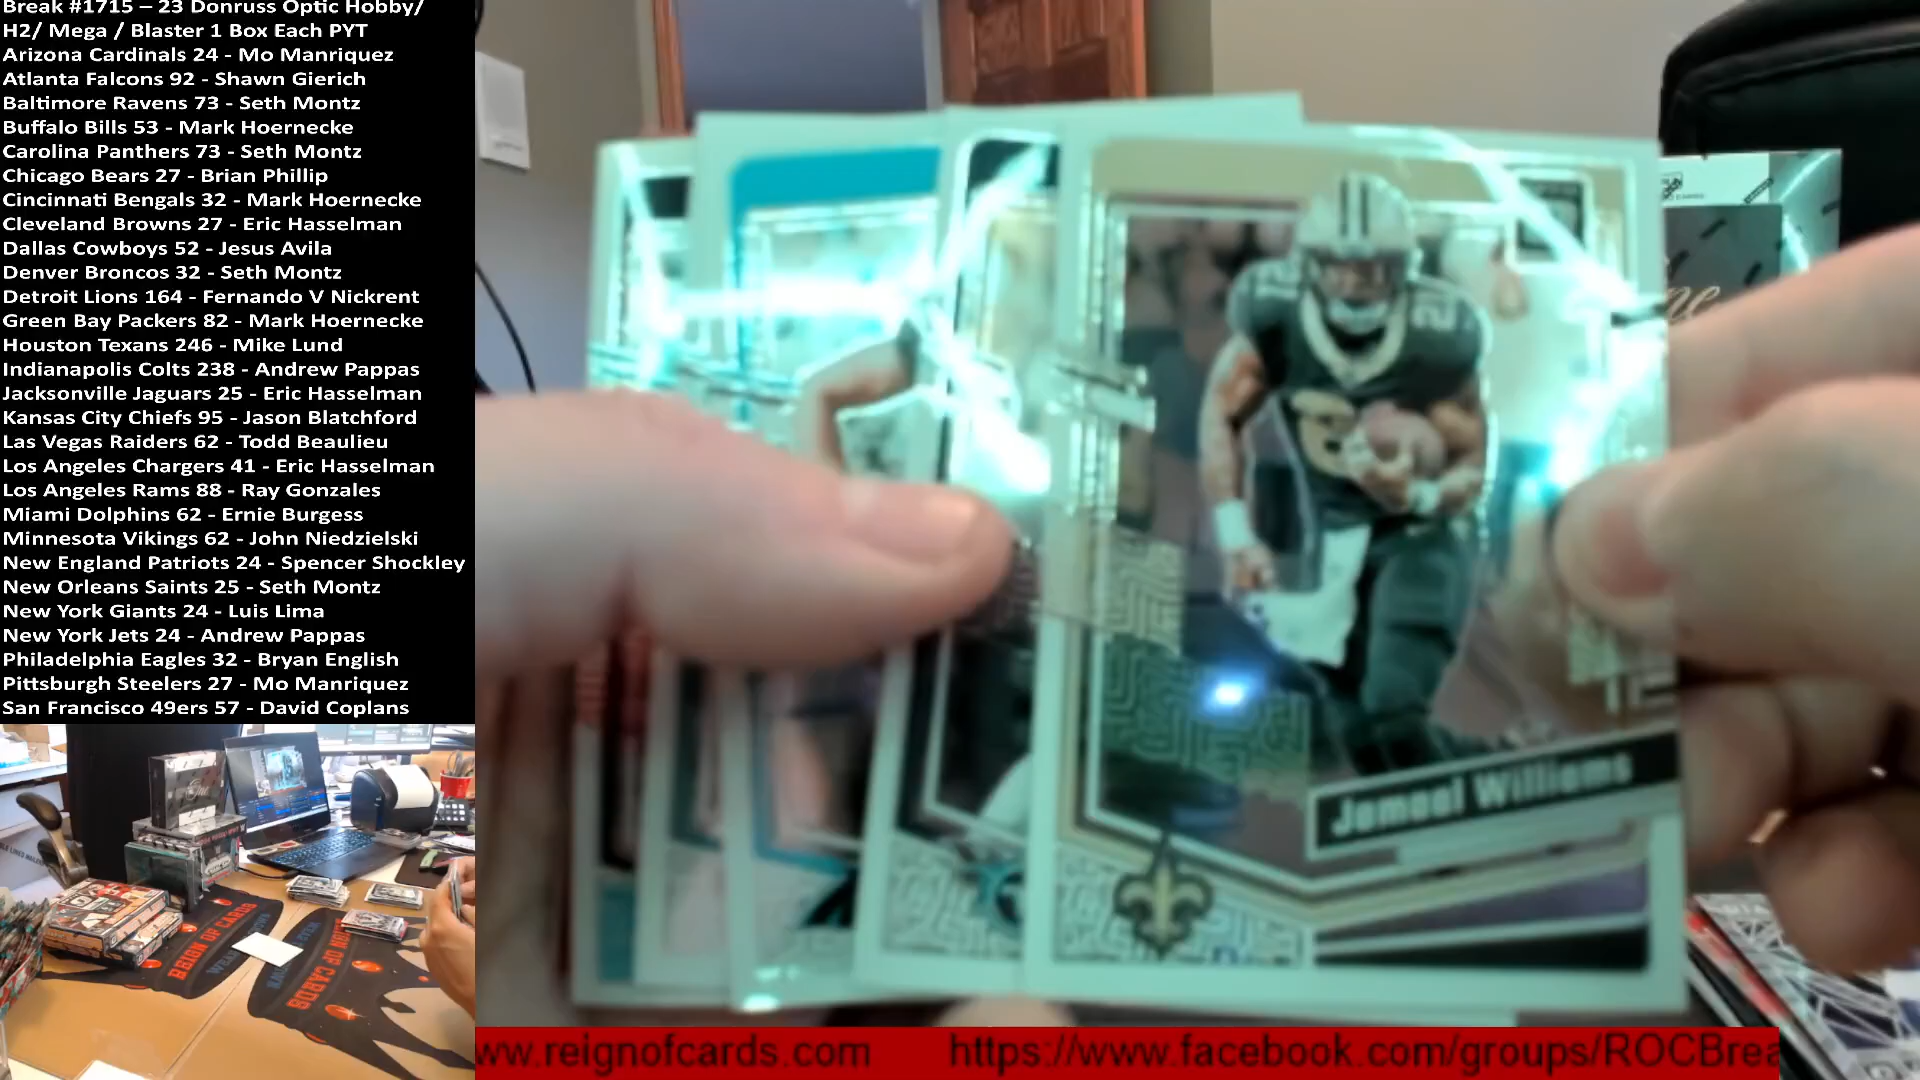 Break #1715 – 23 Donruss Optic Hobby/
H2/ Mega / Blaster 1 Box Each PYT
Arizona Cardinals 24 - Mo Manriquez
Atlanta Falcons 92 - Shawn Gierich
Baltimore Ravens 73 - Seth Montz
Buffalo Bills 53 - Mark Hoernecke
Carolina Panthers 73 - Seth Montz
Chicago Bears 27 - Brian Phillip
Cincinnati Bengals 32 - Mark Hoernecke
Cleveland Browns 27 - Eric Hasselman
Dallas Cowboys 52 - Jesus Avila
Denver Broncos 32 - Seth Montz
Detroit Lions 164 - Fernando V Nickrent
Green Bay Packers 82 - Mark Hoernecke
Houston Texans 246 - Mike Lund
Indianapolis Colts 238 - Andrew Pappas
Jacksonville Jaguars 25 - Eric Hasselman
Kansas City Chiefs 95 - Jason Blatchford
Las Vegas Raiders 62 - Todd Beaulieu
Los Angeles Chargers 41 - Eric Hasselman
Los Angeles Rams 88 - Ray Gonzales
Miami Dolphins 62 - Ernie Burgess
Minnesota Vikings 62 - John Niedzielski
New England Patriots 24 - Spencer Shockley
New Orleans Saints 25 - Seth Montz
New York Giants 24 - Luis Lima
New York Jets 24 - Andrew Pappas
Philadelphia Eagles 32 - Bryan English
Pittsburgh Steelers 27 - Mo Manriquez
San Francisco 49ers 57 - David Coplans
Jamaal Williams
REIGN OF CARDS
ww.reignofcards.com https://www.facebook.com/groups/ROCBrea